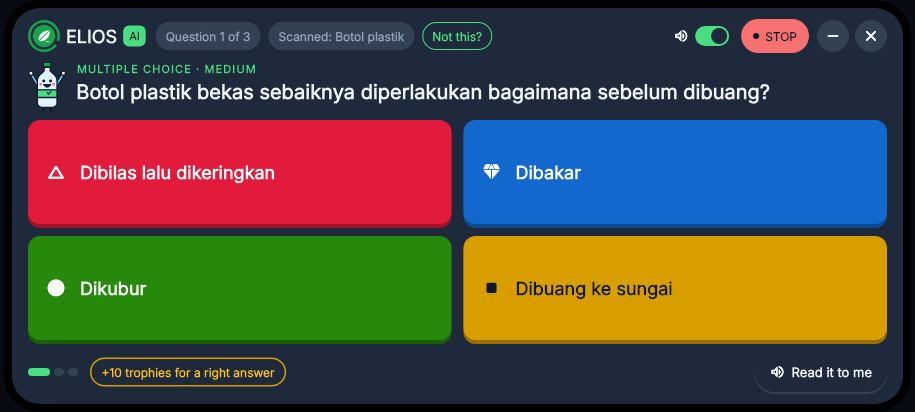 ELIOS AI Question 1 of 3 Scanned: Botol plastik Not this? STOP
MULTIPLE CHOICE · MEDIUM
Botol plastik bekas sebaiknya diperlakukan bagaimana sebelum dibuang?
Dibilas lalu dikeringkan
Dibakar
Dikubur
Dibuang ke sungai
+10 trophies for a right answer
Read it to me